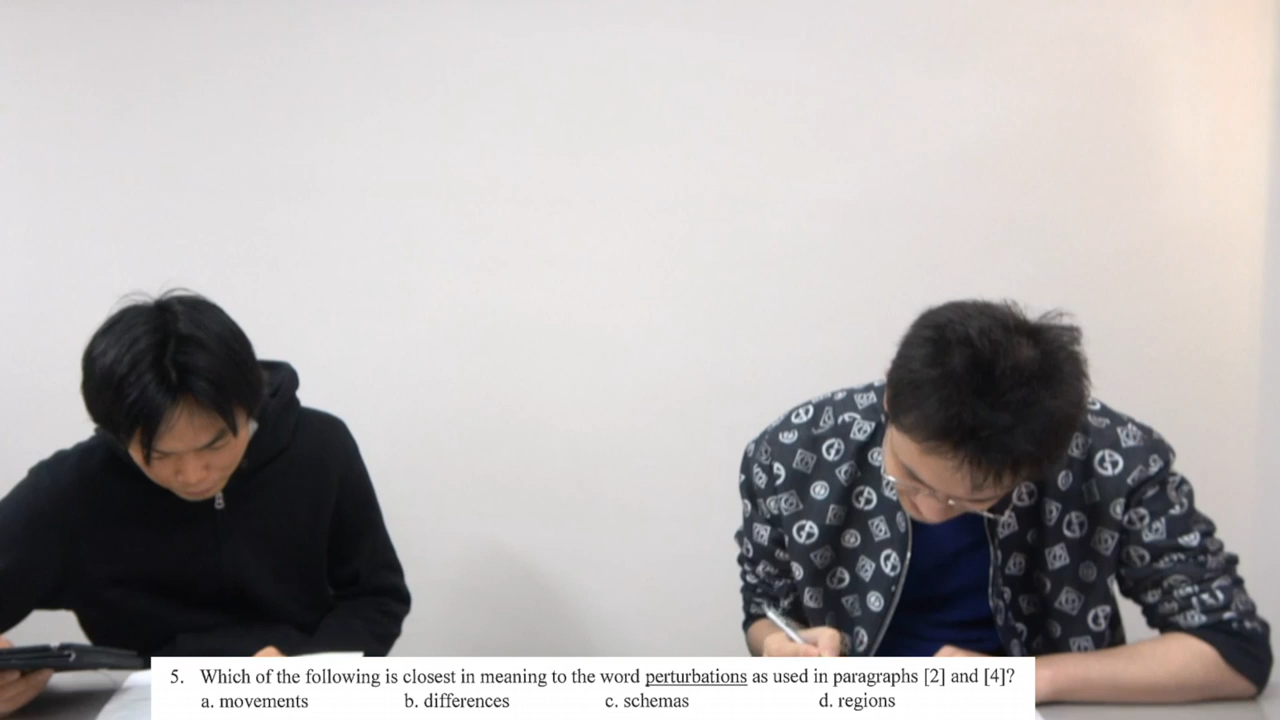 5. Which of the following is closest in meaning to the word perturbations as used in paragraphs [2] and [4]?
a. movements b. differences c. schemas d. regions